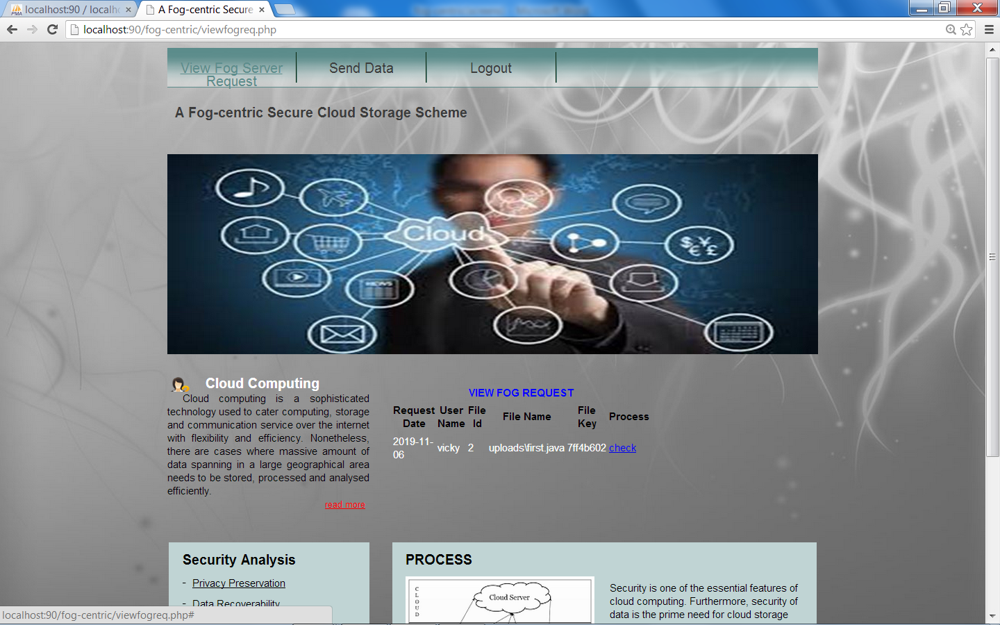 localhost:90 / localho
A Fog-centric Secure
localhost:90/fog-centric/viewfogreq.php
View Fog Server
Request
Send Data
Logout
A Fog-centric Secure Cloud Storage Scheme
Cloud
NEWS
Cloud Computing
Cloud computing is a sophisticated
technology used to cater computing, storage
and communication service over the internet
with flexibility and efficiency. Nonetheless,
there are cases where massive amount of
data spanning in a large geographical area
needs to be stored, processed and analysed
efficiently.
read more
VIEW FOG REQUEST
Request Date User Name File Id File Name File Key Process
2019-11-06 vicky 2 uploads\first.java 7ff4b602 check
Security Analysis
- Privacy Preservation
- Data Recoverability
PROCESS
CLOUD
Cloud Server
Security is one of the essential features of
cloud computing. Furthermore, security of
data is the prime need for cloud storage
localhost:90/fog-centric/viewfogreq.php#